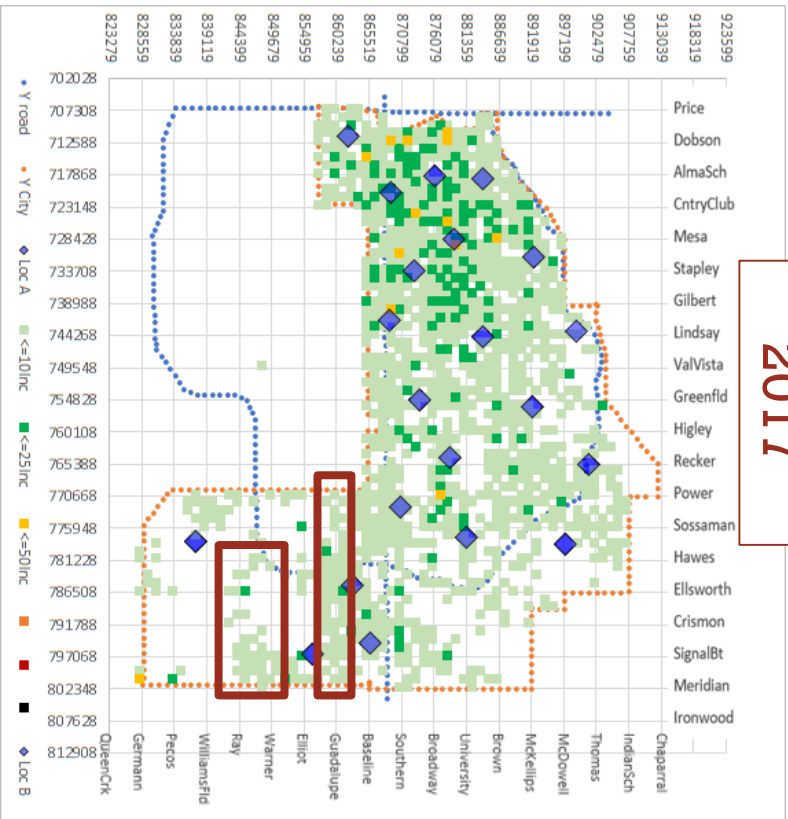 823279
828559
833839
839119
844399
849679
854959
860239
865519
870799
876079
881359
886639
891919
897199
902479
907759
913039
918319
923599
702028
707308
712588
717868
723148
728428
733708
738988
744268
749548
754828
760108
765388
770668
775948
781228
786508
791788
797068
802348
807628
812908
Price
Dobson
AlmaSch
CntryClub
Mesa
Stapley
Gilbert
Lindsay
ValVista
Greenfld
Higley
Recker
Power
Sossaman
Hawes
Ellsworth
Crismon
SignalBt
Meridian
Ironwood
QueenCrk
Germann
Pecos
WilliamsFld
Ray
Warner
Elliot
Guadalupe
Baseline
Southern
Broadway
University
Brown
McKellips
McDowell
Thomas
IndianSch
Chaparral
Y road
Y City
Loc A
<=10Inc
<=25Inc
<=50Inc
Loc B
2017